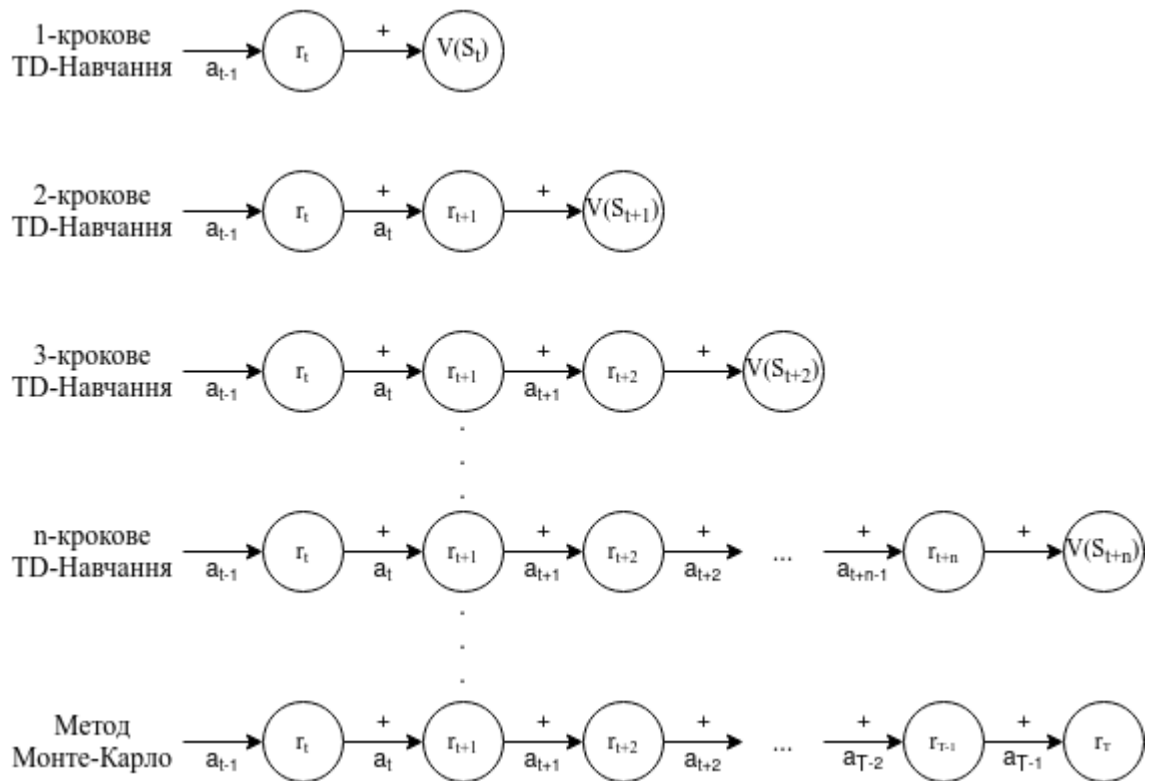 1-крокове
TD-Навчання
+
a_{t-1} r_t V(S_t)
2-крокове
TD-Навчання
+ +
a_{t-1} r_t a_t r_{t+1} V(S_{t+1})
3-крокове
TD-Навчання
+ + +
a_{t-1} r_t a_t r_{t+1} a_{t+1} r_{t+2} V(S_{t+2})
.
.
.
n-крокове
TD-Навчання
+ + + + +
a_{t-1} r_t a_t r_{t+1} a_{t+1} r_{t+2} a_{t+2} ... a_{t+n-1} r_{t+n} V(S_{t+n})
.
.
.
Метод
Монте-Карло
+ + + + +
a_{t-1} r_t a_t r_{t+1} a_{t+1} r_{t+2} a_{t+2} ... a_{T-2} r_{T-1} a_{T-1} r_T